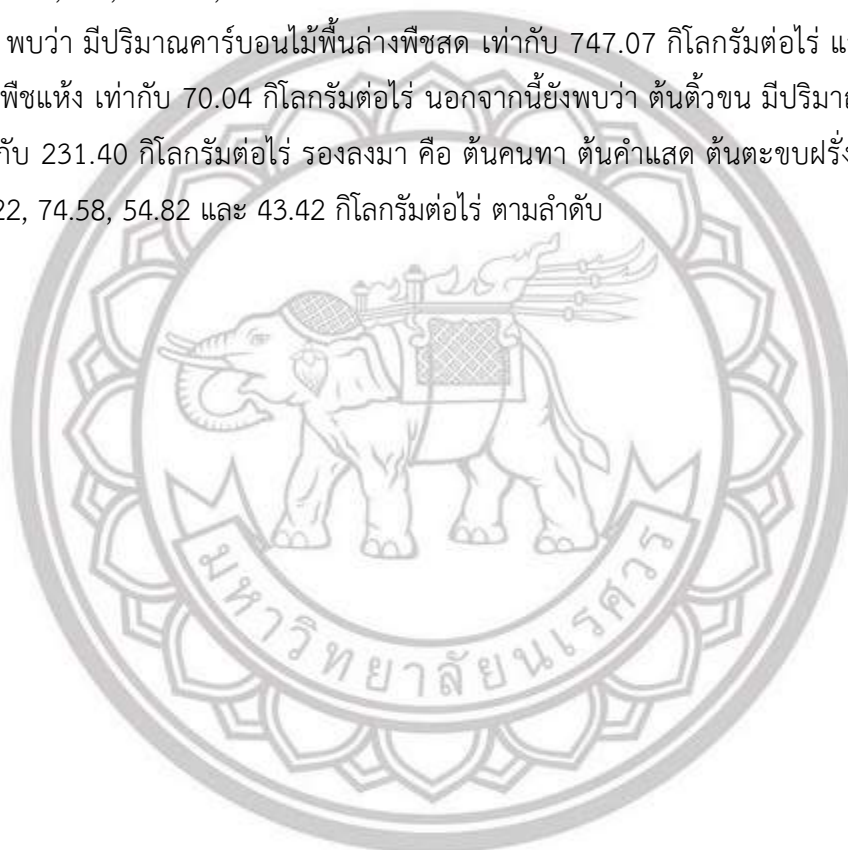 พบว่า มีปริมาณคาร์บอนไม้พื้นล่างพืชสด เท่ากับ 747.07 กิโลกรัมต่อไร่
พืชแห้ง เท่ากับ 70.04 กิโลกรัมต่อไร่ นอกจากนี้ยังพบว่า ต้นติ้วขน
กับ 231.40 กิโลกรัมต่อไร่ รองลงมา คือ ต้นคนทา ต้นคำแสด ต้นตะขบฝรั่ง
22, 74.58, 54.82 และ 43.42 กิโลกรัมต่อไร่ ตามลำดับ
มหาวิทยาลัยนเรศวร